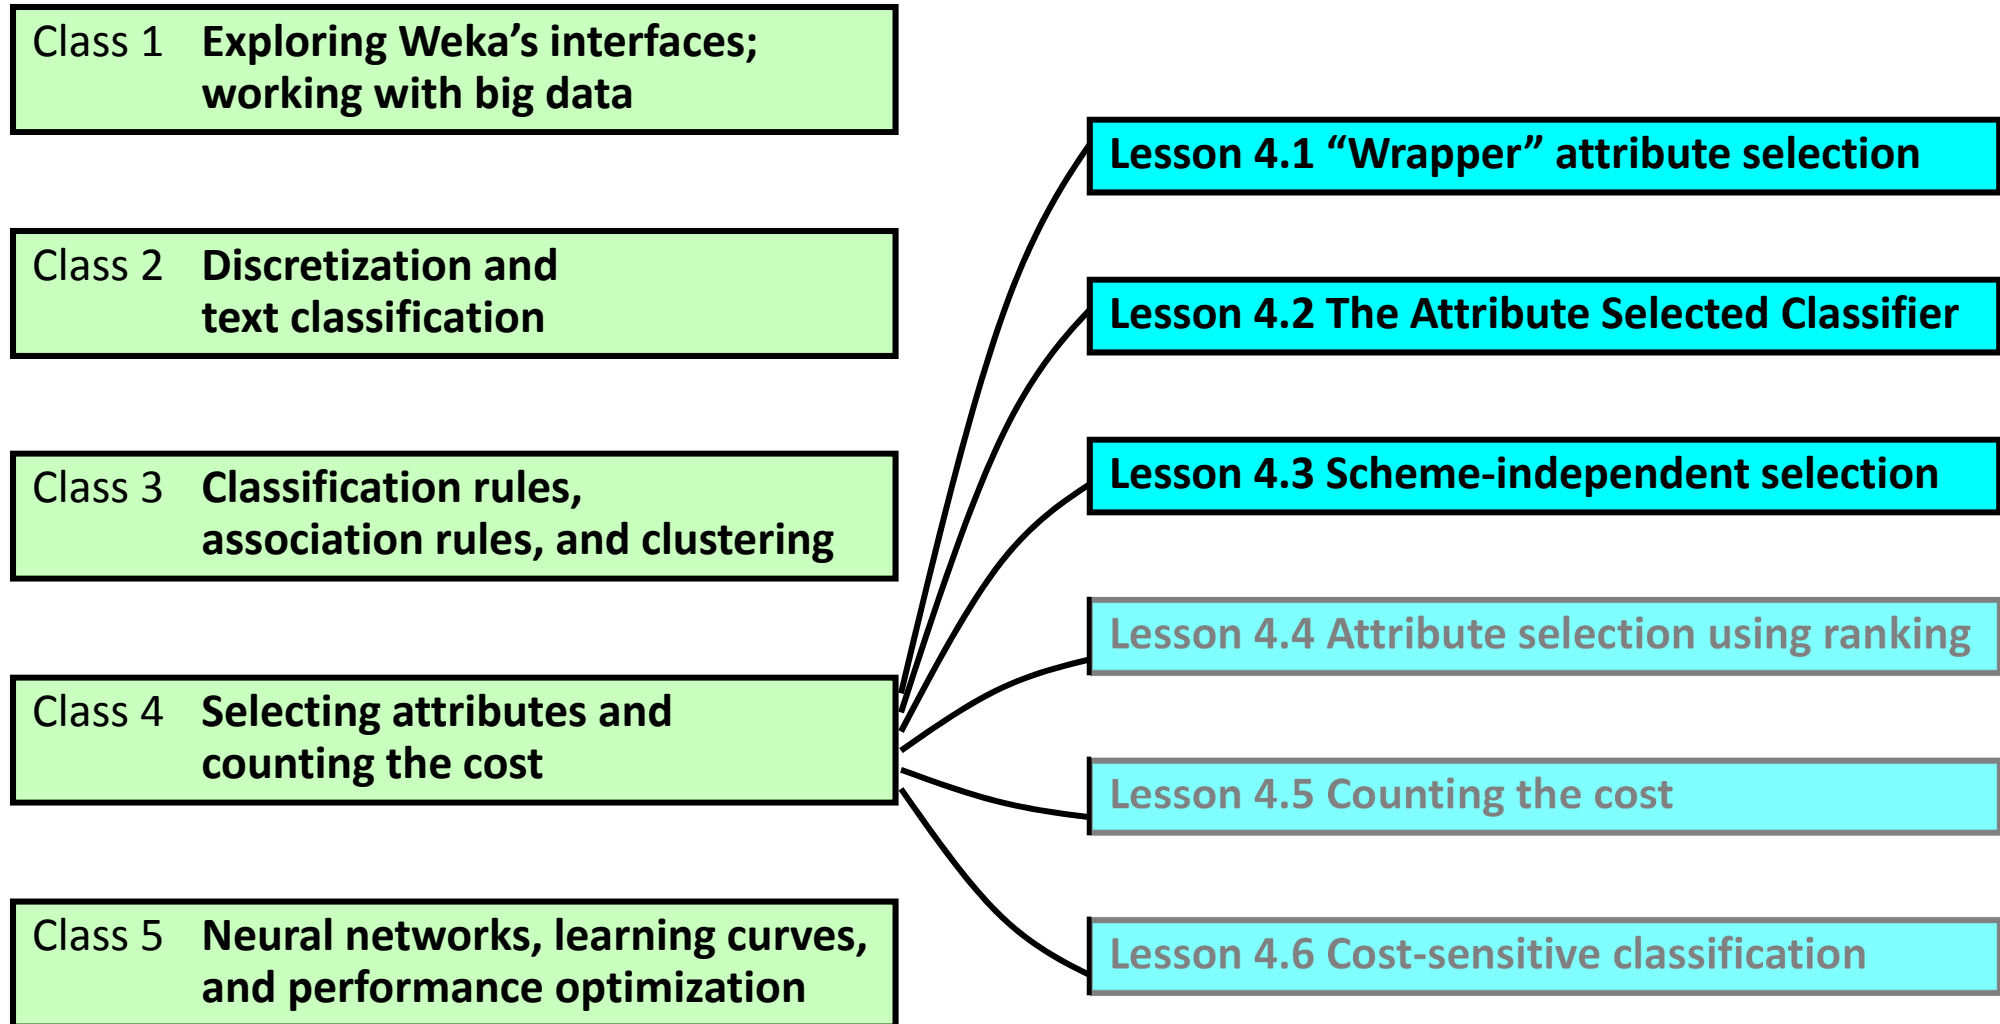 Class 1 Exploring Weka’s interfaces;
working with big data
Class 2 Discretization and
text classification
Class 3 Classification rules,
association rules, and clustering
Class 4 Selecting attributes and
counting the cost
Class 5 Neural networks, learning curves,
and performance optimization
Lesson 4.1 “Wrapper” attribute selection
Lesson 4.2 The Attribute Selected Classifier
Lesson 4.3 Scheme-independent selection
Lesson 4.4 Attribute selection using ranking
Lesson 4.5 Counting the cost
Lesson 4.6 Cost-sensitive classification